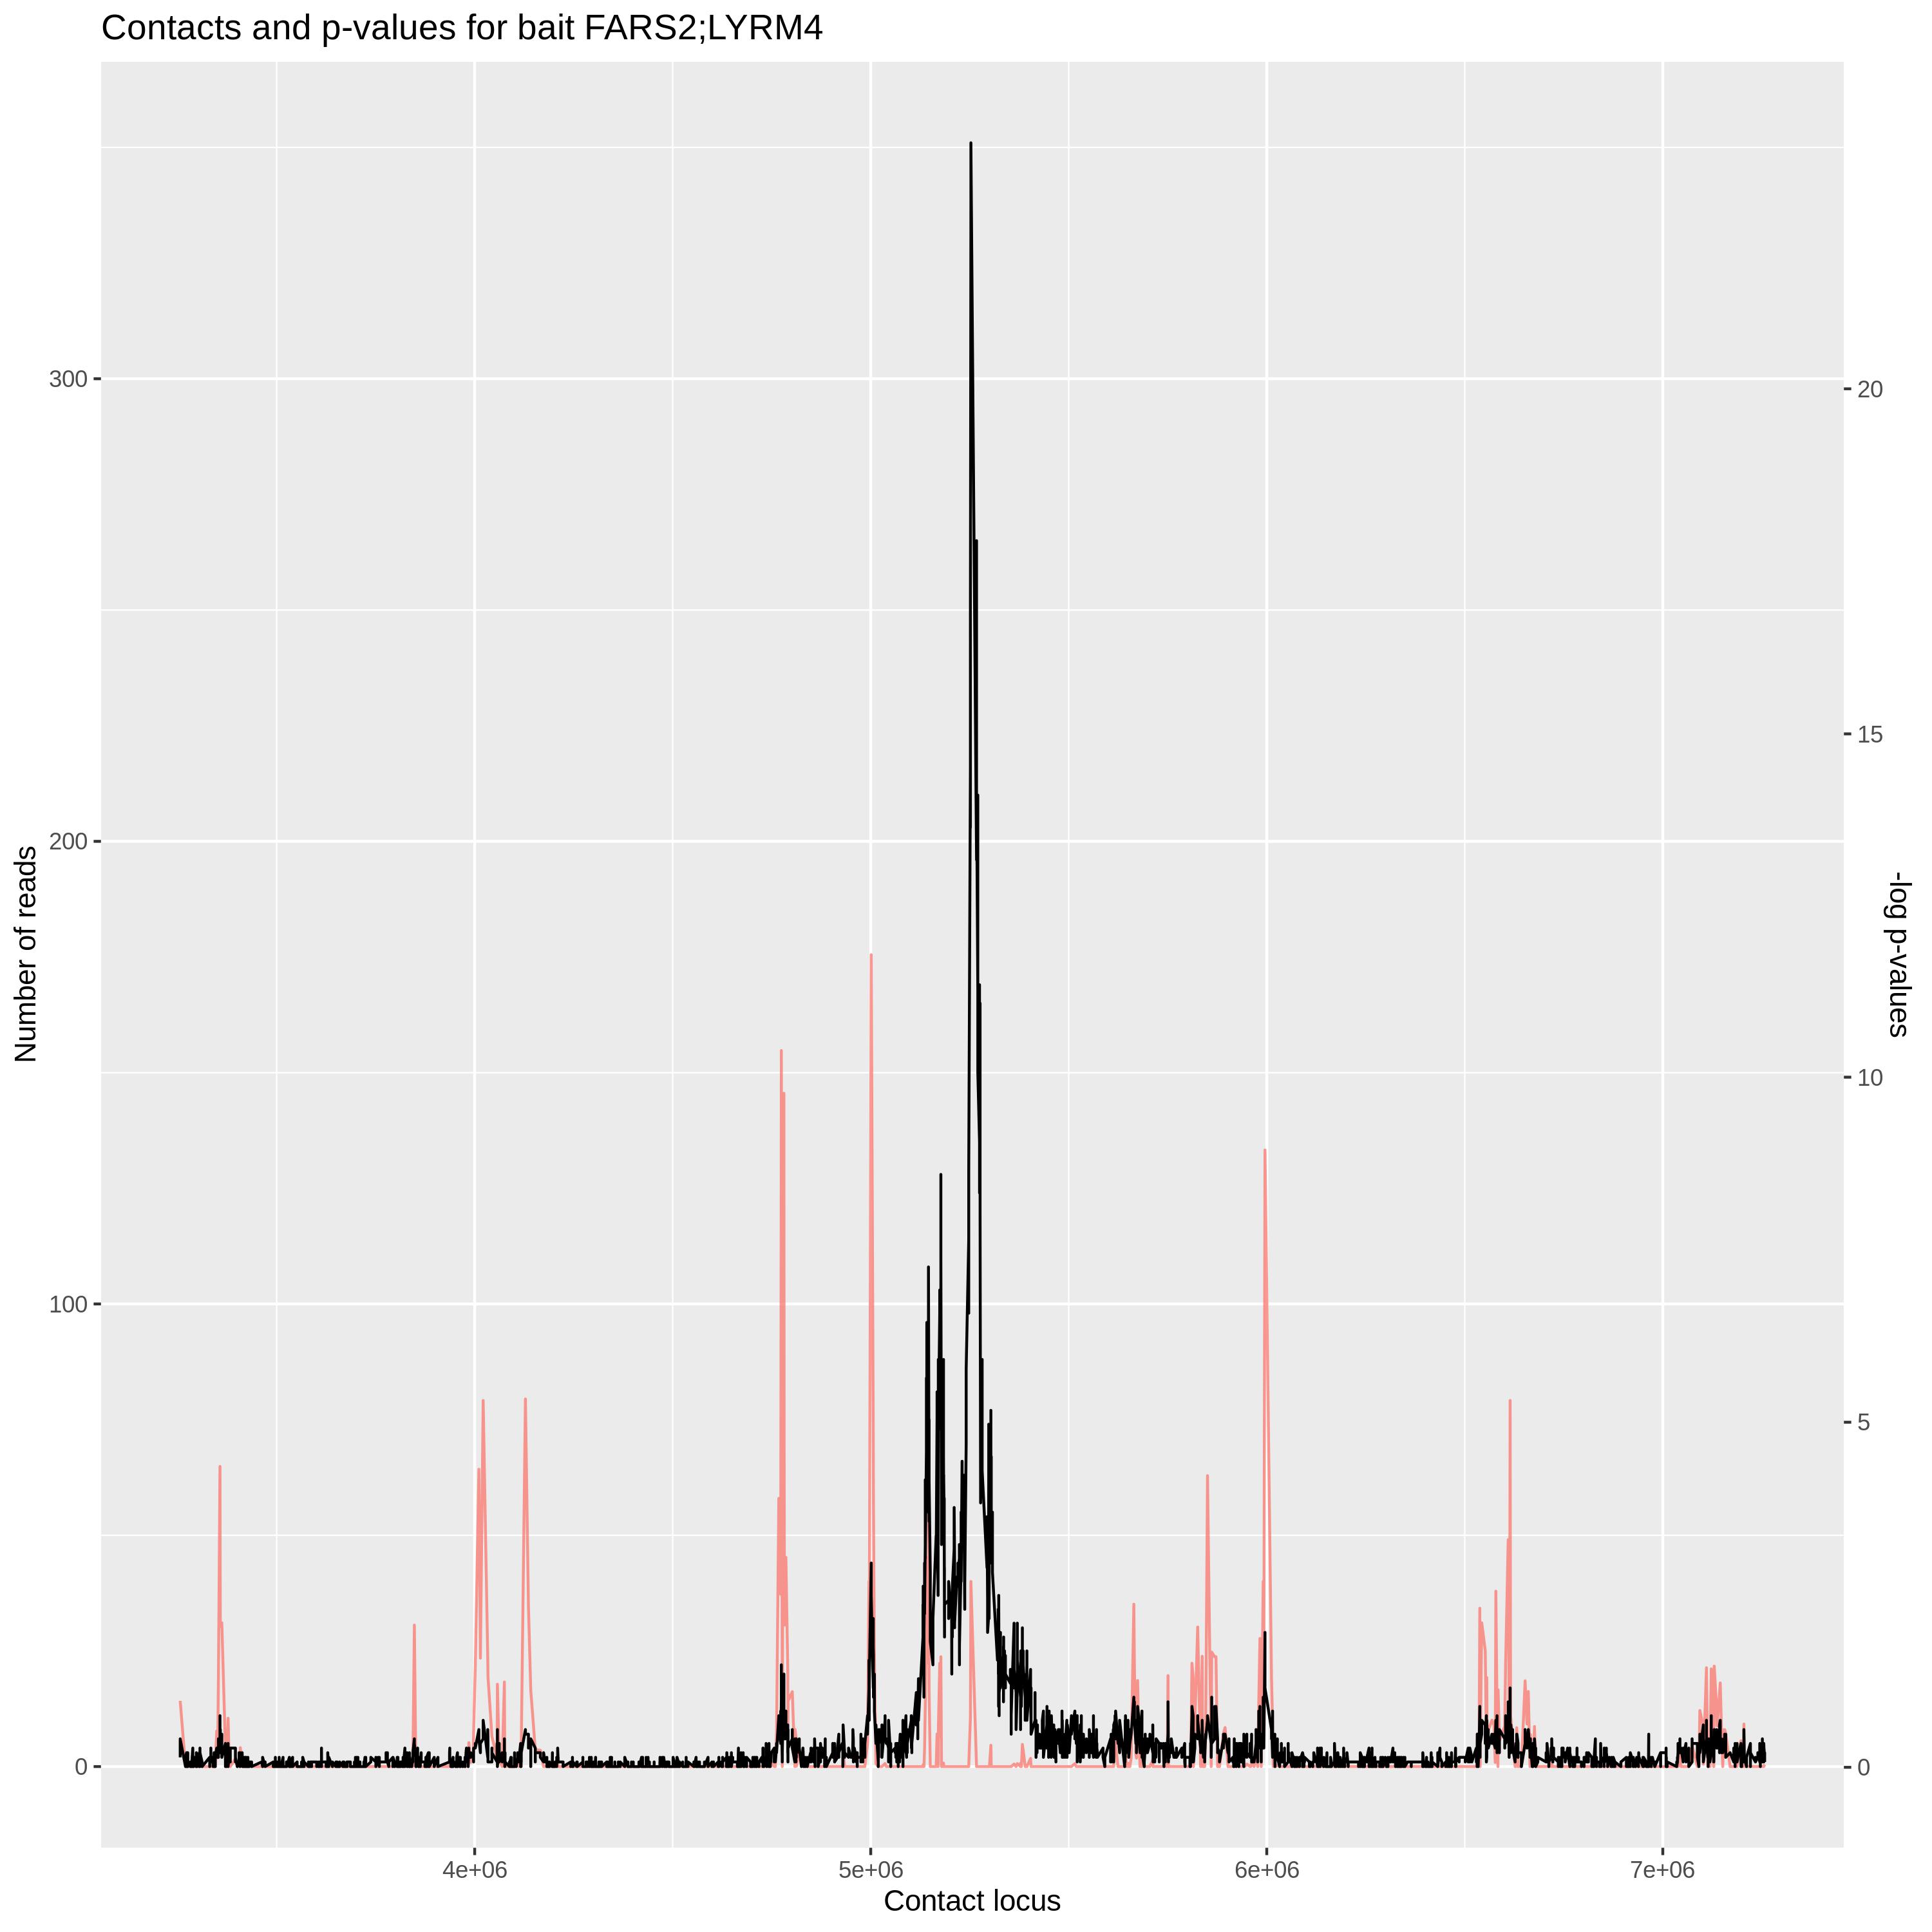 Contacts and p-values for bait FARS2;LYRM4
300
200
100
0
Number of reads
20
15
10
5
0
-log p-values
4e+06
5e+06
6e+06
7e+06
Contact locus